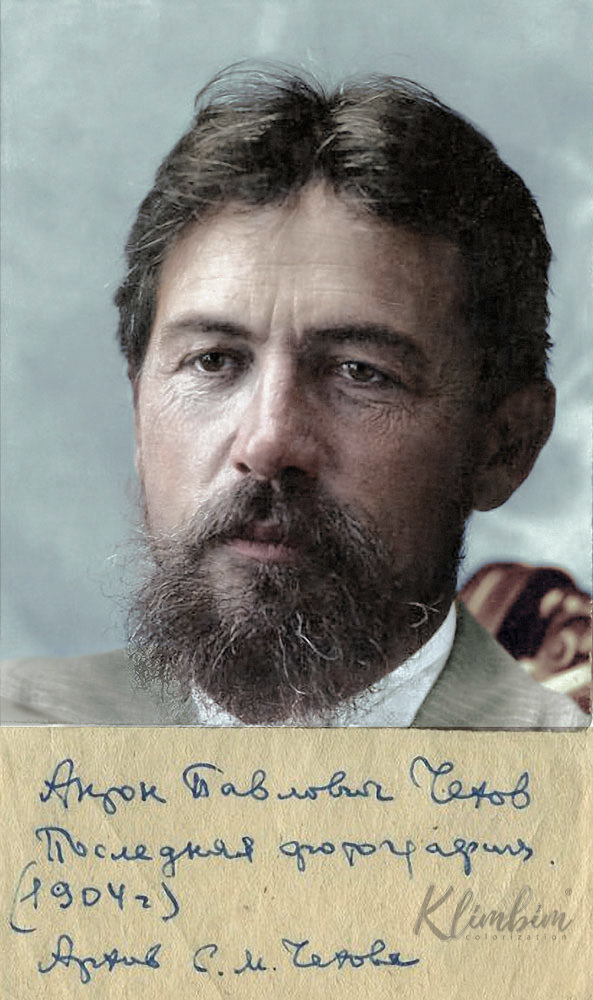 Антон Павлович Чехов
Последняя фотография.
(1904 г)
Архив С. М. Чехова
Klimbim
colorization